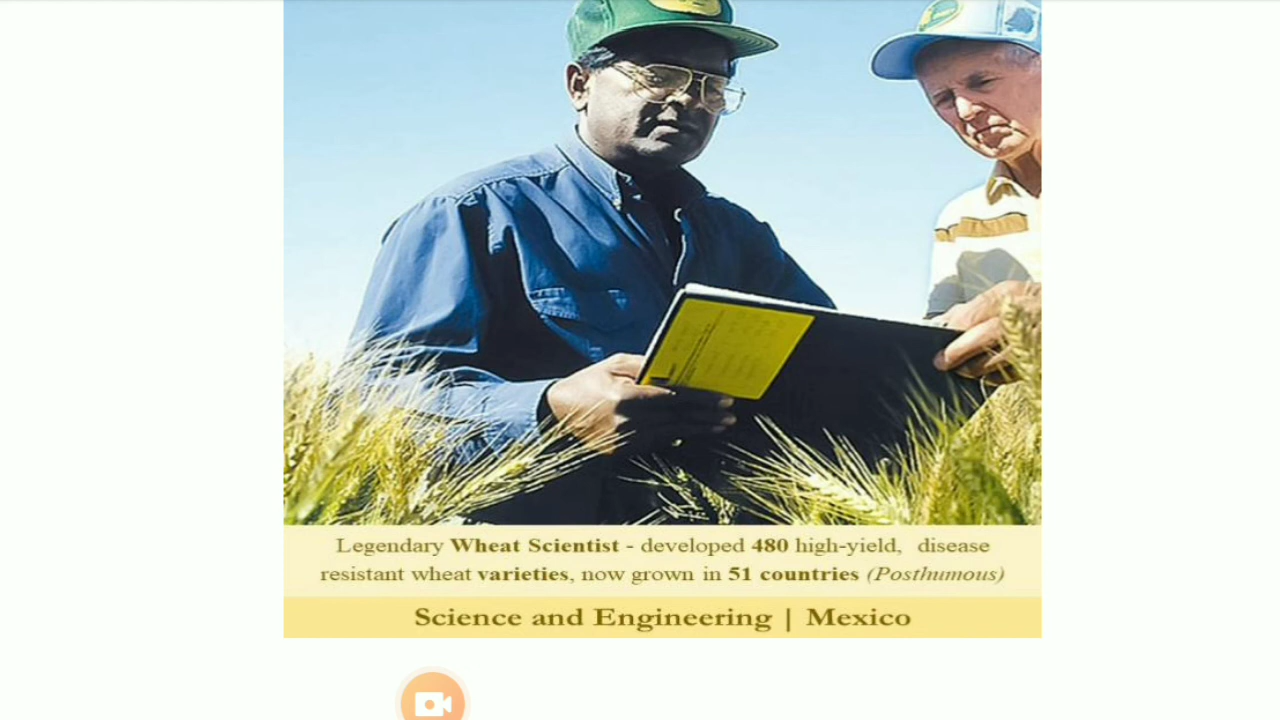 Legendary Wheat Scientist - developed 480 high-yield, disease
resistant wheat varieties, now grown in 51 countries (Posthumous)
Science and Engineering | Mexico